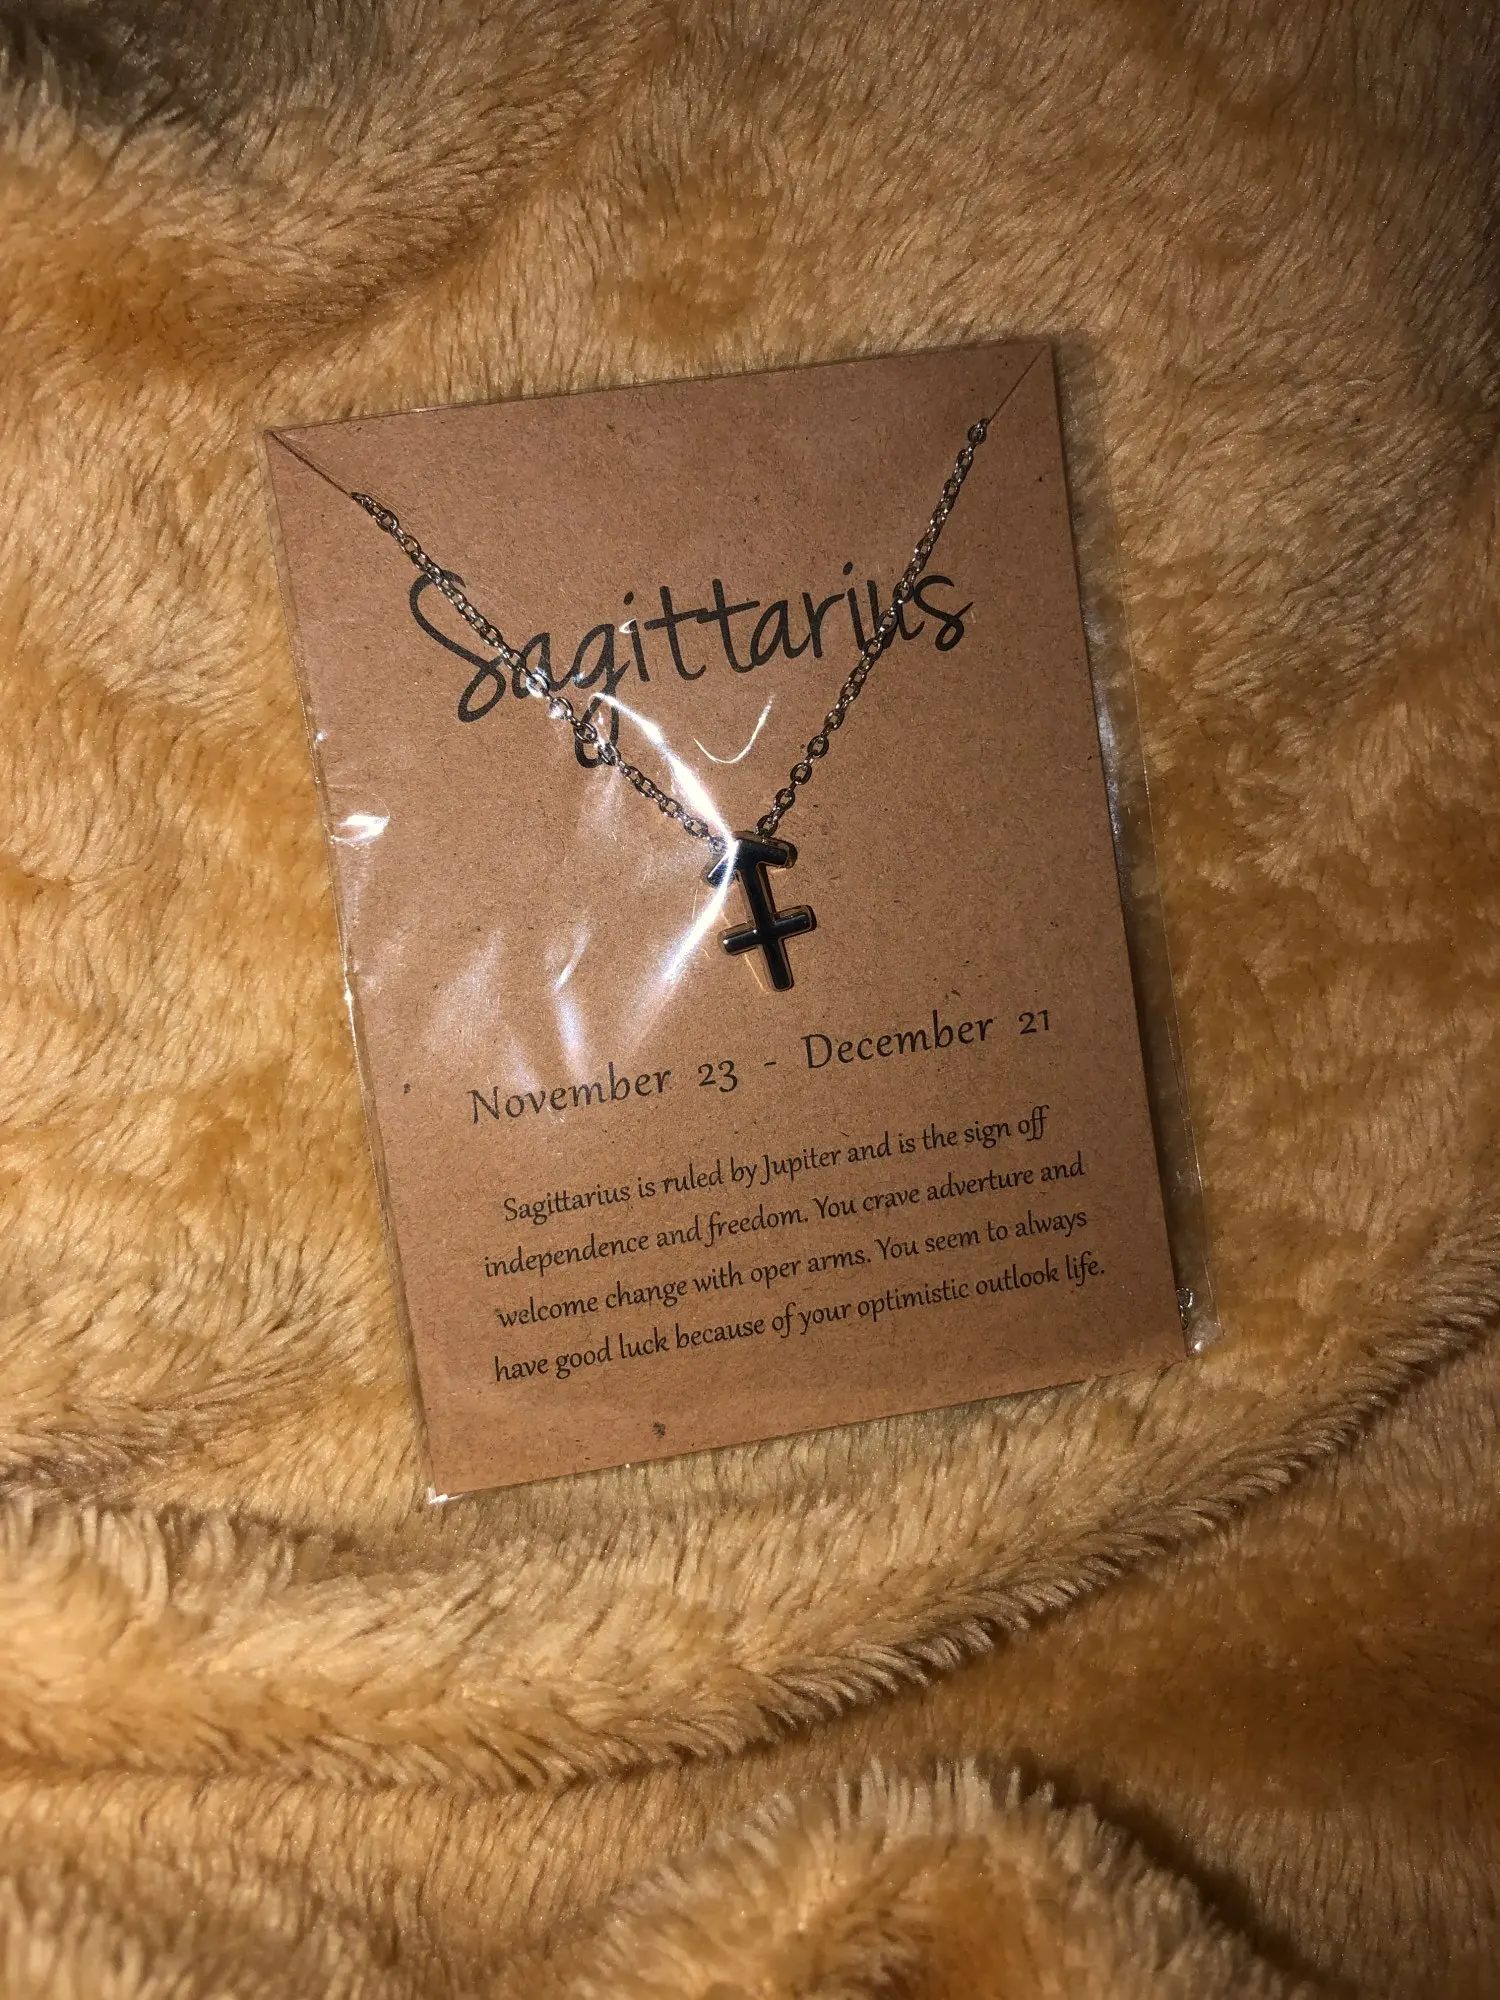 Sagittarius
November 23 - December 21
Sagittarius is ruled by Jupiter and is the sign off
independence and freedom. You crave adverture and
welcome change with oper arms. You seem to always
have good luck because of your optimistic outlook life.